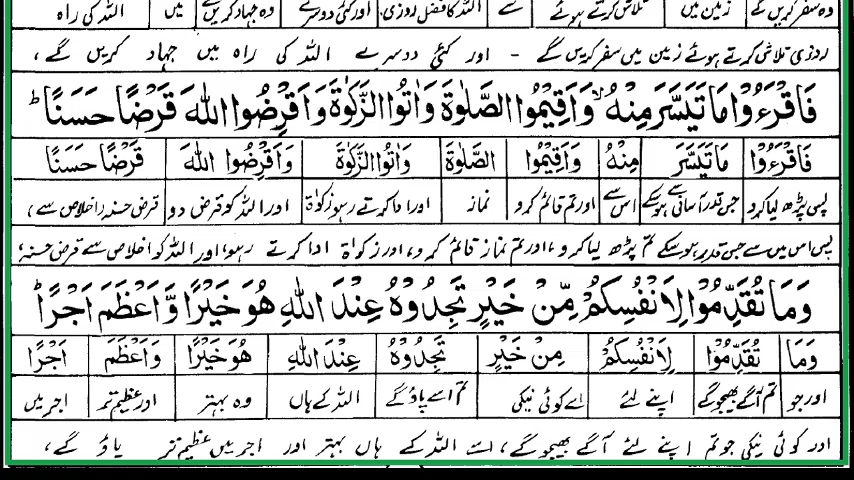 وہ سفر کریں گے زمین میں تلاش کرتے ہوئے سے اللہ کا فضل روزی اور کئی دوسرے وہ جہاد کریں گے میں اللہ کی راہ
روزی تلاش کرتے ہوئے زمین میں سفر کریں گے - اور کئی دوسرے اللہ کی راہ میں جہاد کریں گے،
فَاقْرَءُوْا مَا تَيَسَّرَ مِنْهُ ۙ وَاَقِيْمُوا الصَّلٰوةَ وَاٰتُوا الزَّكٰوةَ وَاَقْرِضُوا اللّٰهَ قَرْضًا حَسَنًا ؕ
فَاقْرَءُوْا مَا تَيَسَّرَ مِنْهُ وَاَقِيْمُوا الصَّلٰوةَ وَاٰتُوا الزَّكٰوةَ وَاَقْرِضُوا اللّٰهَ قَرْضًا حَسَنًا
پس پڑھ لیا کرو جس قدر آسانی سے ہوسکے اس سے اور تم قائم کرو نماز اور ادا کرتے رہو زکوٰۃ اور اللہ کو قرض دو قرض حسنہ (اخلاص سے)
پس اس میں سے جس قدر ہوسکے تم پڑھ لیا کرو، اور تم نماز قائم کرو، اور زکواۃ ادا کرتے رہو، اور اللہ کو اخلاص سے قرض حسنہ،
وَمَا تُقَدِّمُوْا لِاَنْفُسِكُمْ مِّنْ خَيْرٍ تَجِدُوْهُ عِنْدَ اللّٰهِ هُوَ خَيْرًا وَّاَعْظَمَ اَجْرًا ؕ
وَمَا تُقَدِّمُوْا لِاَنْفُسِكُمْ مِنْ خَيْرٍ تَجِدُوْهُ عِنْدَ اللّٰهِ هُوَ خَيْرًا وَاَعْظَمَ اَجْرًا
اور جو تم آگے بھیجو گے اپنے لئے سے کوئی نیکی تم اسے پاؤ گے اللہ کے ہاں وہ بہتر اور عظیم تر اجر میں
اور کوئی نیکی جو تم اپنے لئے آگے بھیجو گے، اسے اللہ کے ہاں بہتر اور اجر میں عظیم تر پاؤ گے،